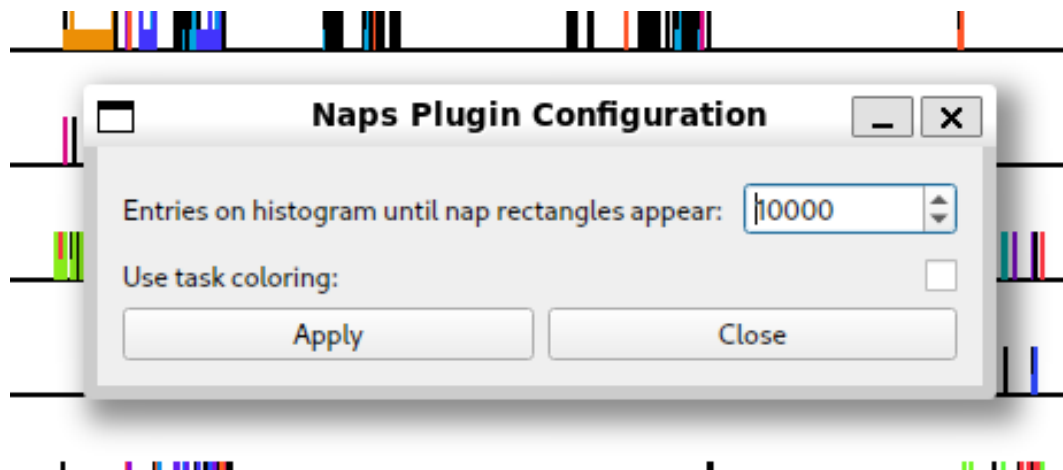 Naps Plugin Configuration
Entries on histogram until nap rectangles appear: 10000
Use task coloring:
Apply Close